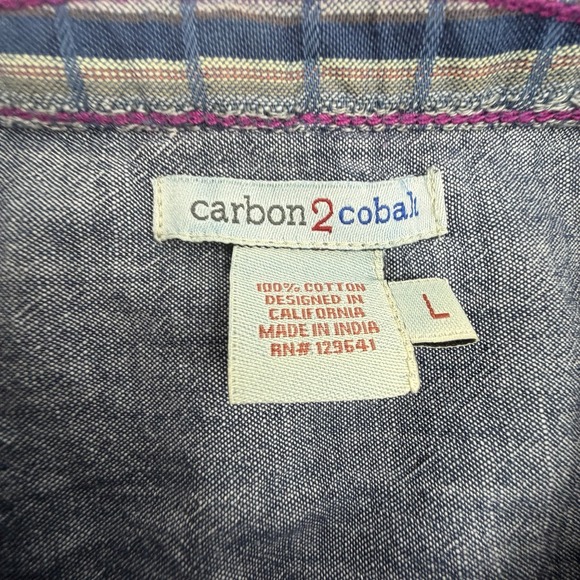 carbon2cobalt
100% COTTON
DESIGNED IN
CALIFORNIA
MADE IN INDIA
RN# 129641
L